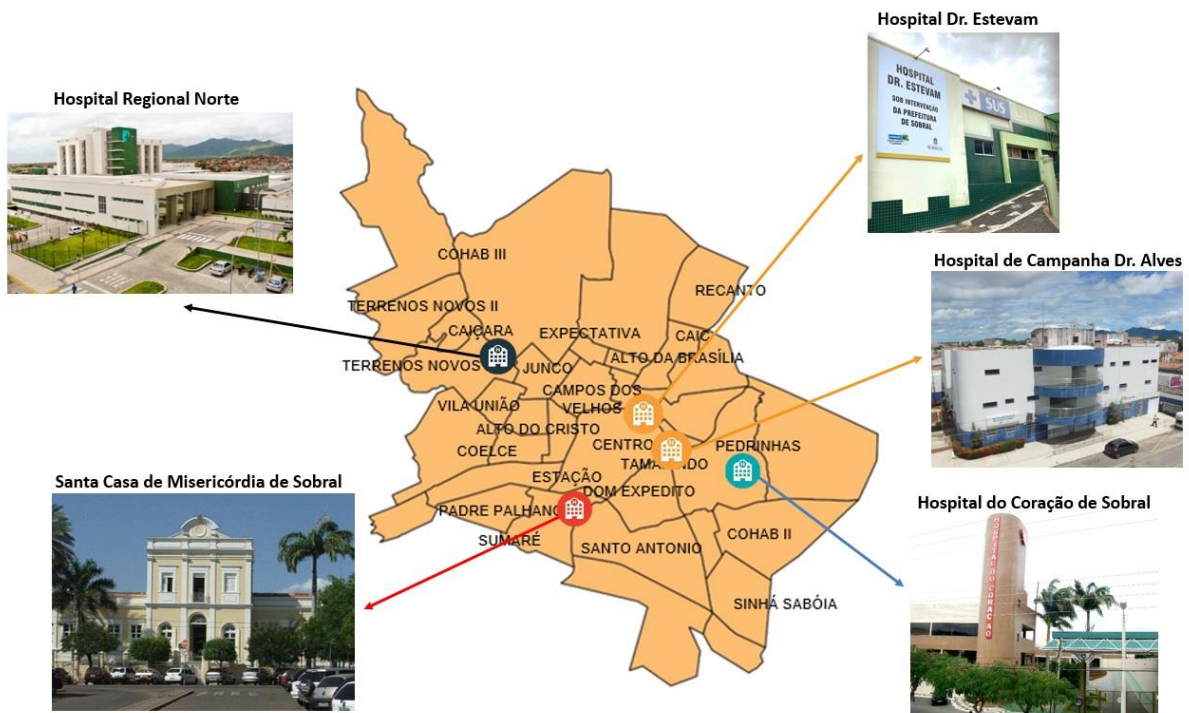 Hospital Dr. Estevam
HOSPITAL
DR. ESTEVAM
SOB INTERVENÇÃO
DA PREFEITURA
DE SOBRAL
SUS
Hospital Regional Norte
Hospital de Campanha Dr. Alves
COHAB III
RECANTO
TERRENOS NOVOS II
CAIÇARA
EXPECTATIVA
CAIC
TERRENOS NOVOS
JUNCO
ALTO DA BRASÍLIA
CAMPOS DOS
VELHOS
VILA UNIÃO
ALTO DO CRISTO
CENTRO
PEDRINHAS
COELCE
ESTAÇÃO
DOM EXPEDITO
PADRE PALHANO
SUMARÉ
SANTO ANTONIO
COHAB II
SINHÁ SABÓIA
Santa Casa de Misericórdia de Sobral
Hospital do Coração de Sobral
HOSPITAL DO CORAÇÃO